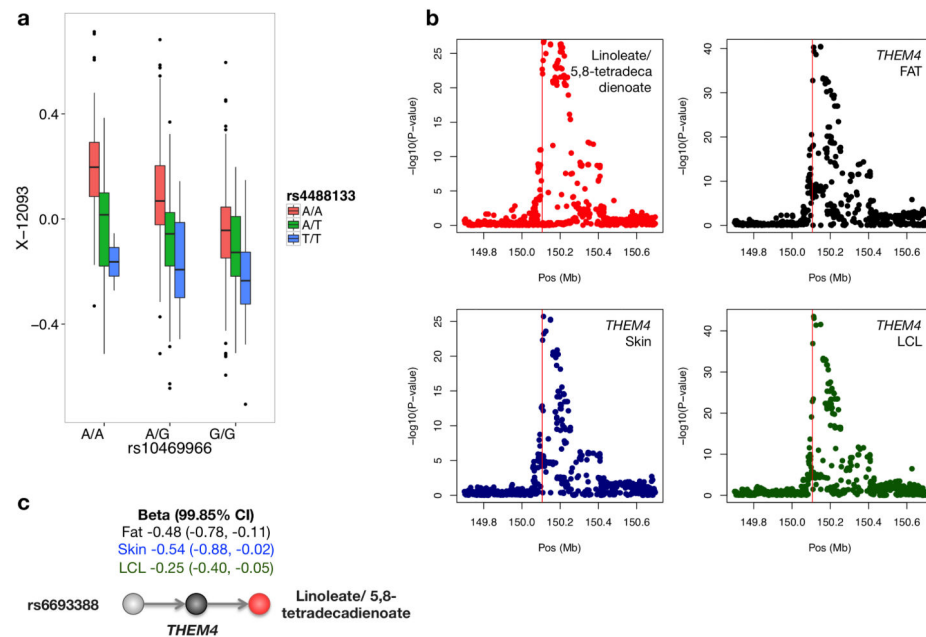 a
X−12093
0.4
0.0
−0.4
A/A
A/G
G/G
rs10469966
rs4488133
A/A
A/T
T/T
b
−log10(P-value)
25
20
15
10
5
0
Linoleate/
5,8-tetradeca
dienoate
149.8
150.0
150.2
150.4
150.6
Pos (Mb)
−log10(P-value)
40
30
20
10
0
THEM4
FAT
149.8
150.0
150.2
150.4
150.6
Pos (Mb)
−log10(P-value)
25
20
15
10
5
0
THEM4
Skin
149.8
150.0
150.2
150.4
150.6
Pos (Mb)
−log10(P-value)
40
30
20
10
0
THEM4
LCL
149.8
150.0
150.2
150.4
150.6
Pos (Mb)
c
Beta (99.85% CI)
Fat -0.48 (-0.78, -0.11)
Skin -0.54 (-0.88, -0.02)
LCL -0.25 (-0.40, -0.05)
rs6693388
THEM4
Linoleate/ 5,8-
tetradecadienoate